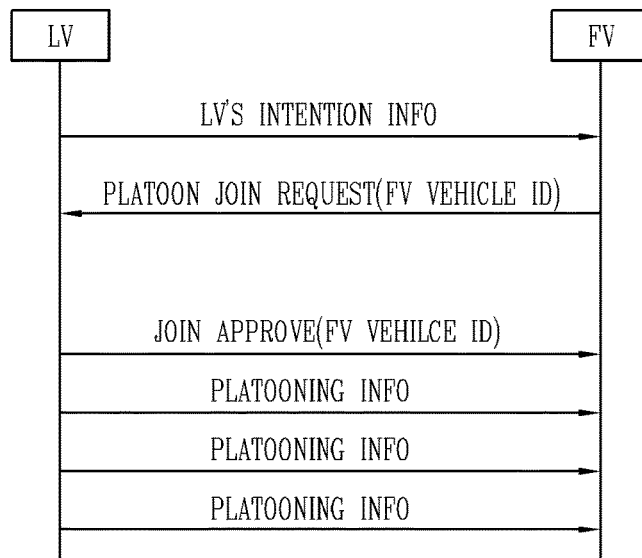 LV
FV
LV'S INTENTION INFO
PLATOON JOIN REQUEST(FV VEHICLE ID)
JOIN APPROVE(FV VEHILCE ID)
PLATOONING INFO
PLATOONING INFO
PLATOONING INFO